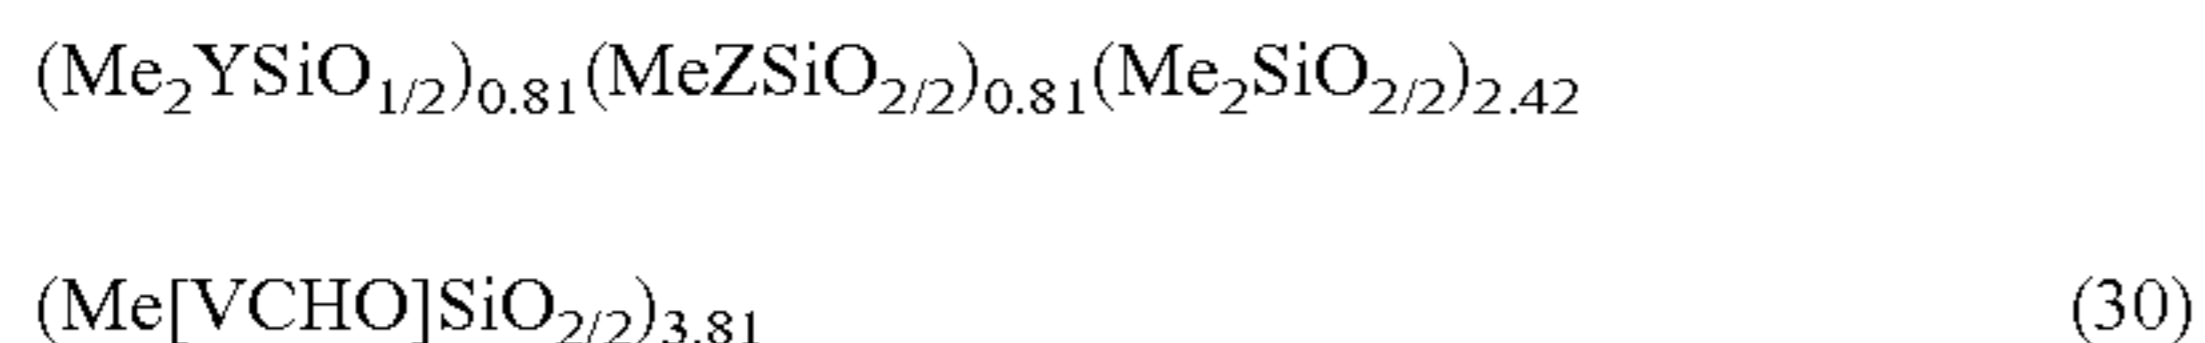 (Me₂YSiO₁/₂)₀.₈₁(MeZSiO₂/₂)₀.₈₁(Me₂SiO₂/₂)₂.₄₂
(Me[VCHO]SiO₂/₂)₃.₈₁ (30)